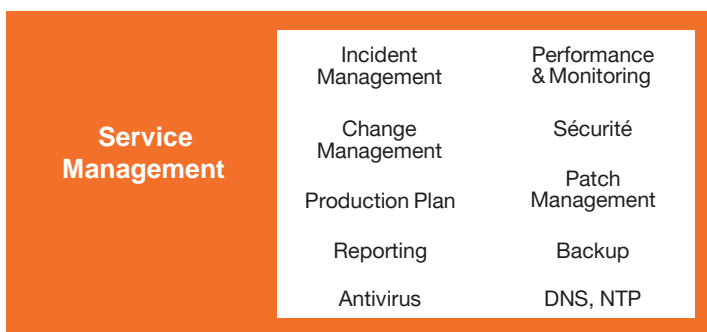 Service
Management
Incident
Management
Change
Management
Production Plan
Reporting
Antivirus
Performance
& Monitoring
Sécurité
Patch
Management
Backup
DNS, NTP